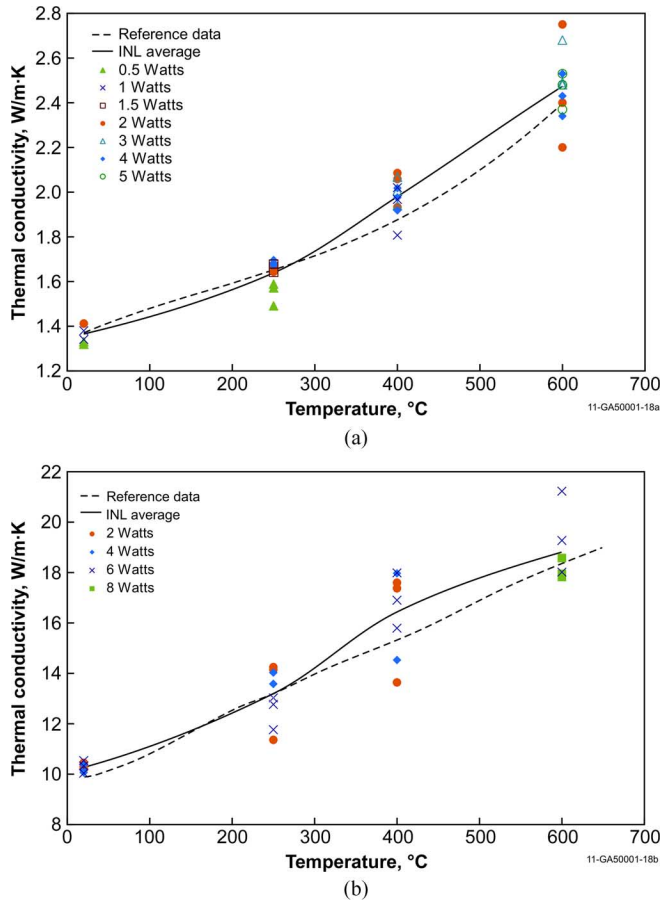 2.8
2.6
2.4
2.2
2.0
1.8
1.6
1.4
1.2
Thermal conductivity, W/m·K
Reference data
INL average
0.5 Watts
1 Watts
1.5 Watts
2 Watts
3 Watts
4 Watts
5 Watts
0 100 200 300 400 500 600 700
Temperature, °C
11-GA50001-18a
(a)
22
20
18
16
14
12
10
8
Thermal conductivity, W/m·K
Reference data
INL average
2 Watts
4 Watts
6 Watts
8 Watts
0 100 200 300 400 500 600 700
Temperature, °C
11-GA50001-18b
(b)